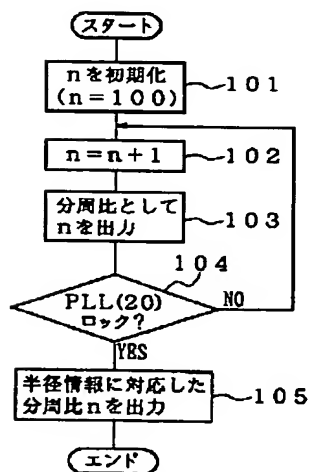 スタート
nを初期化
(n=100)
101
n=n+1
102
分周比として
nを出力
103
104
PLL(20)
ロック?
NO
YES
半径情報に対応した
分周比nを出力
105
エンド